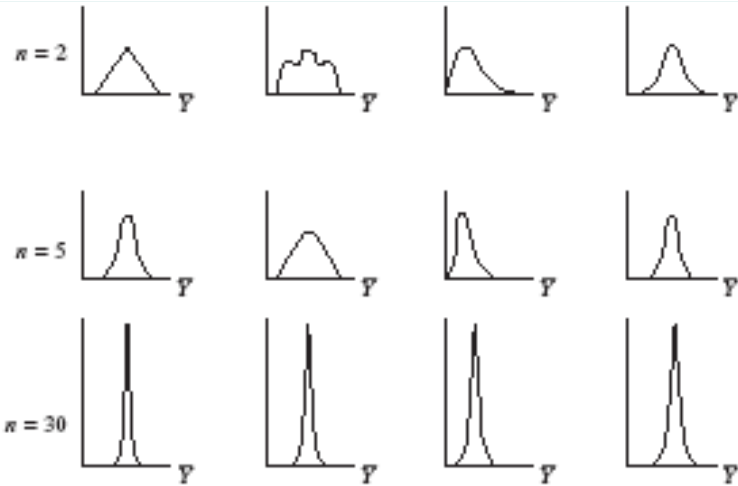 n = 2
Ȳ Ȳ Ȳ Ȳ
n = 5
Ȳ Ȳ Ȳ Ȳ
n = 30
Ȳ Ȳ Ȳ Ȳ